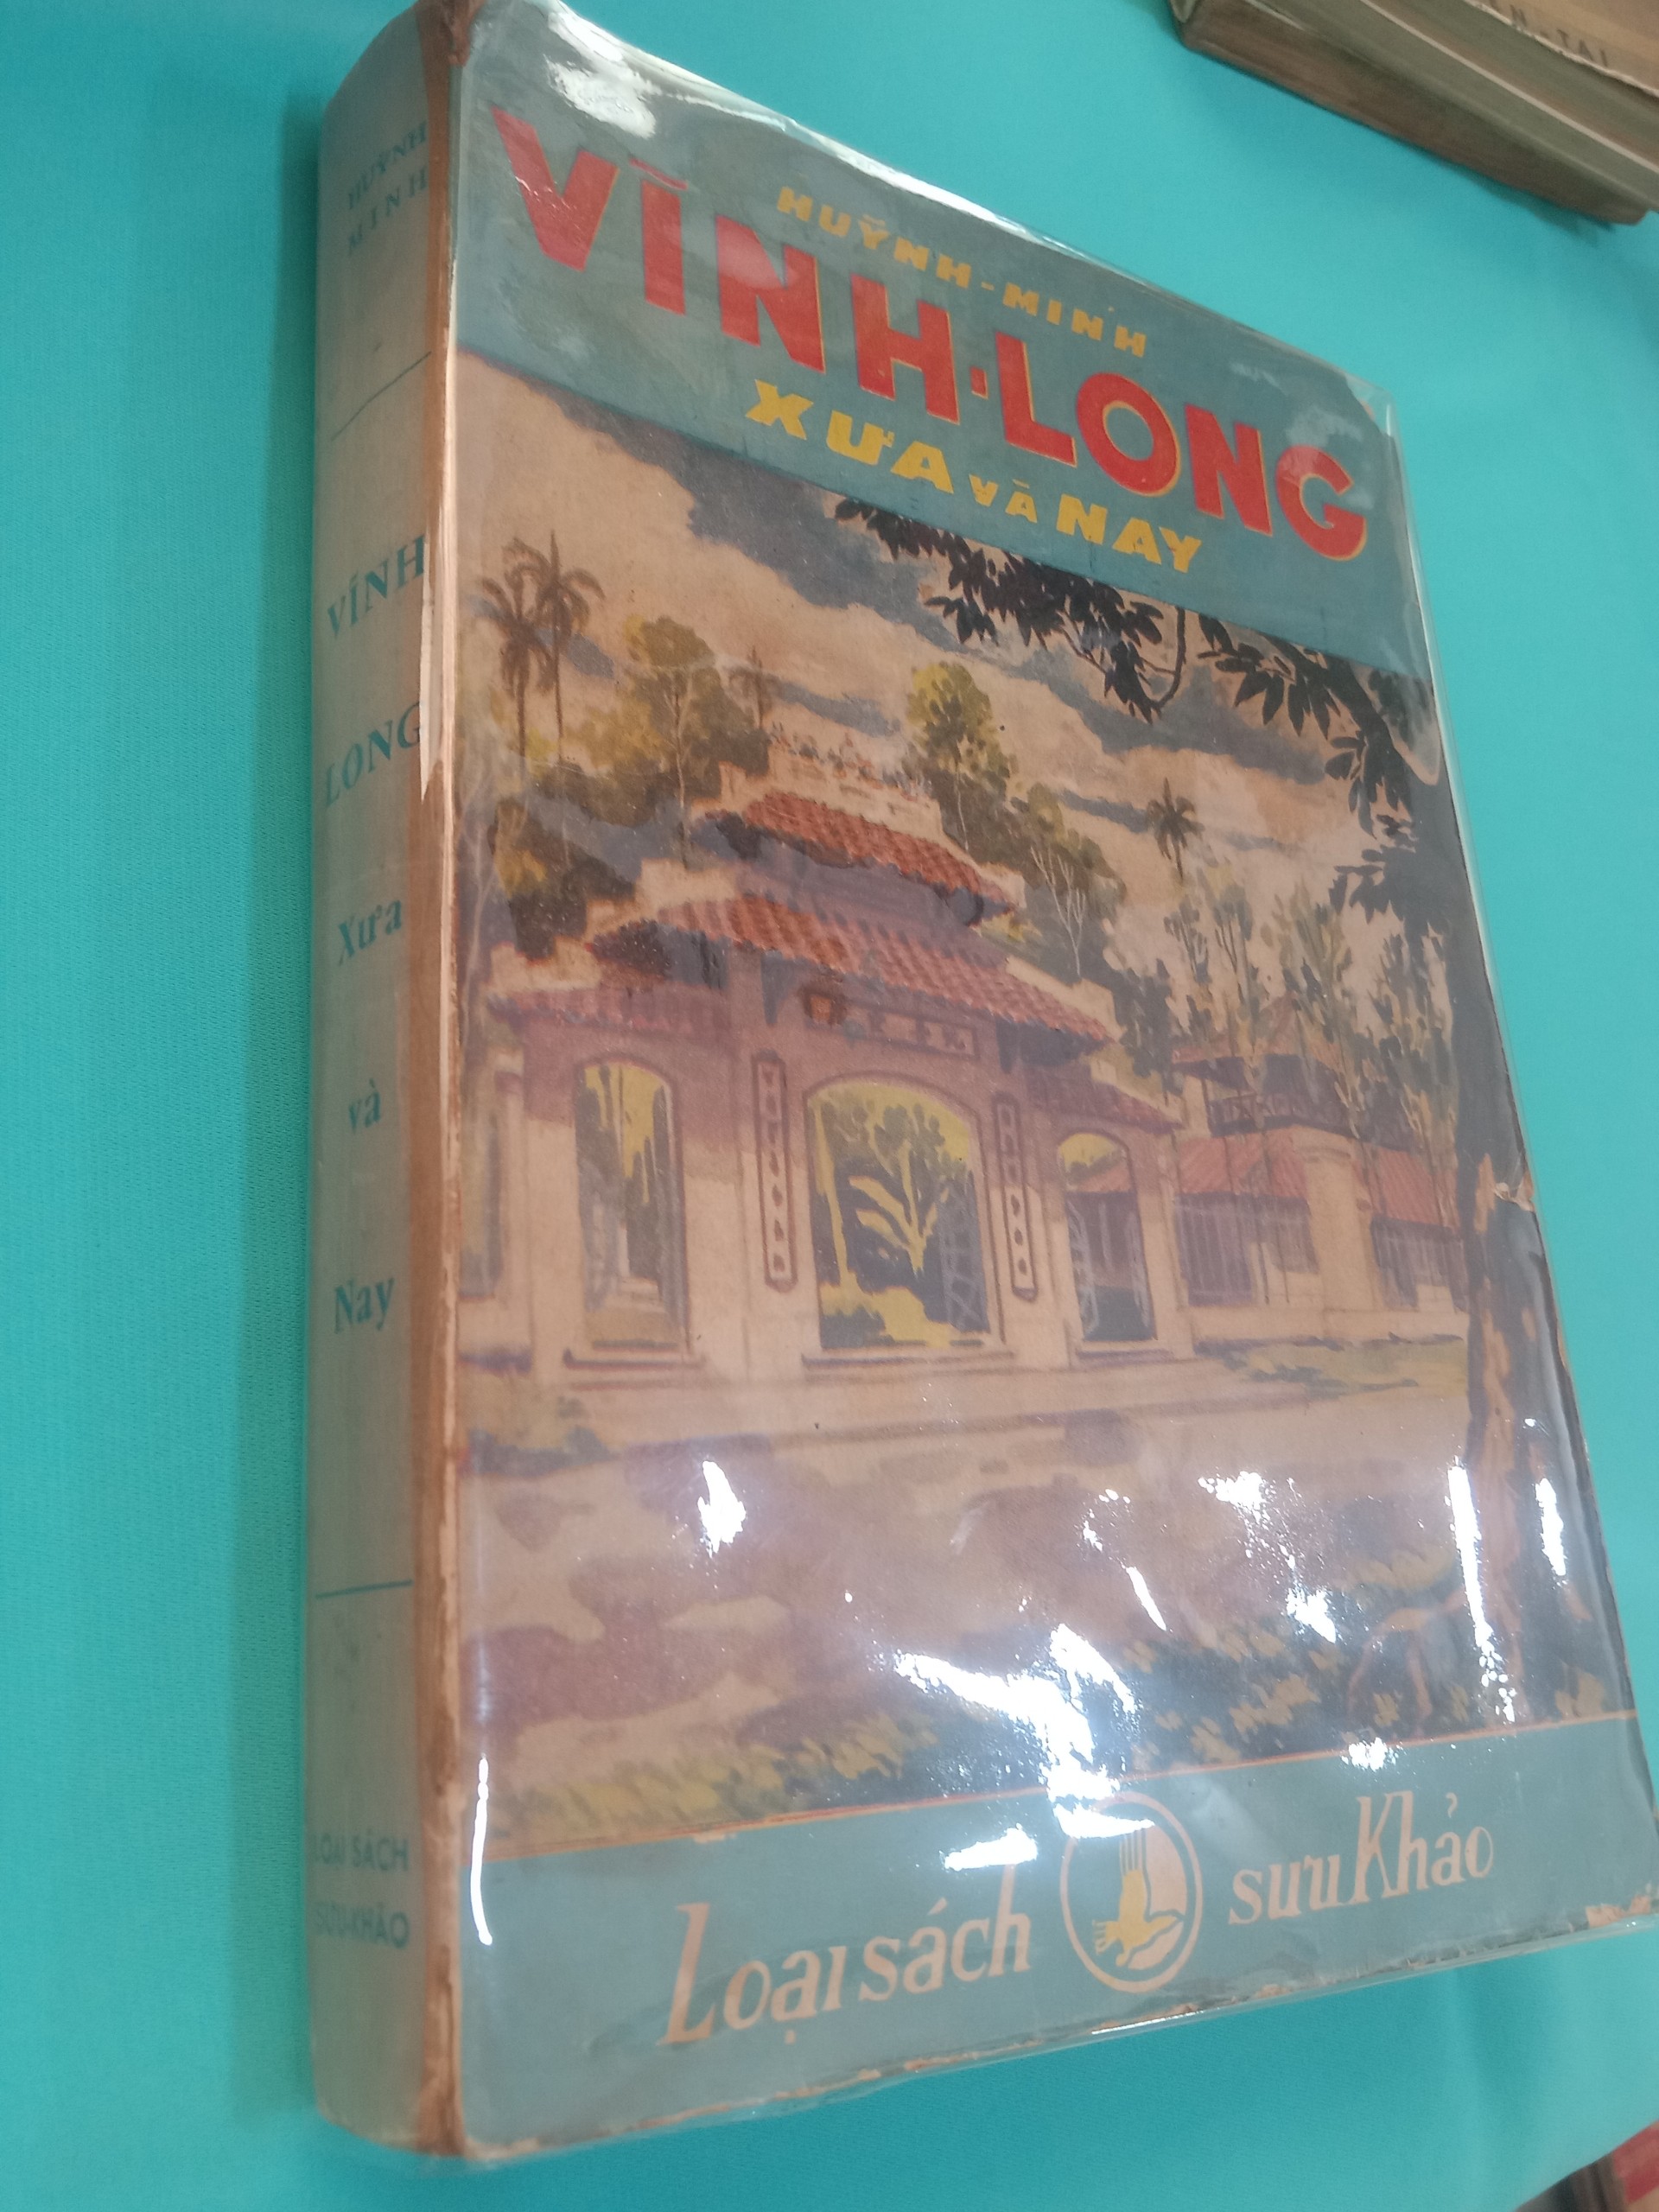 HUỲNH-MINH
VĨNH-LONG
XƯA VÀ NAY
Loại sách sưu Khảo
HUỲNH
MINH
VĨNH
LONG
Xưa
và
Nay
LOẠI SÁCH
SƯU-KHẢO